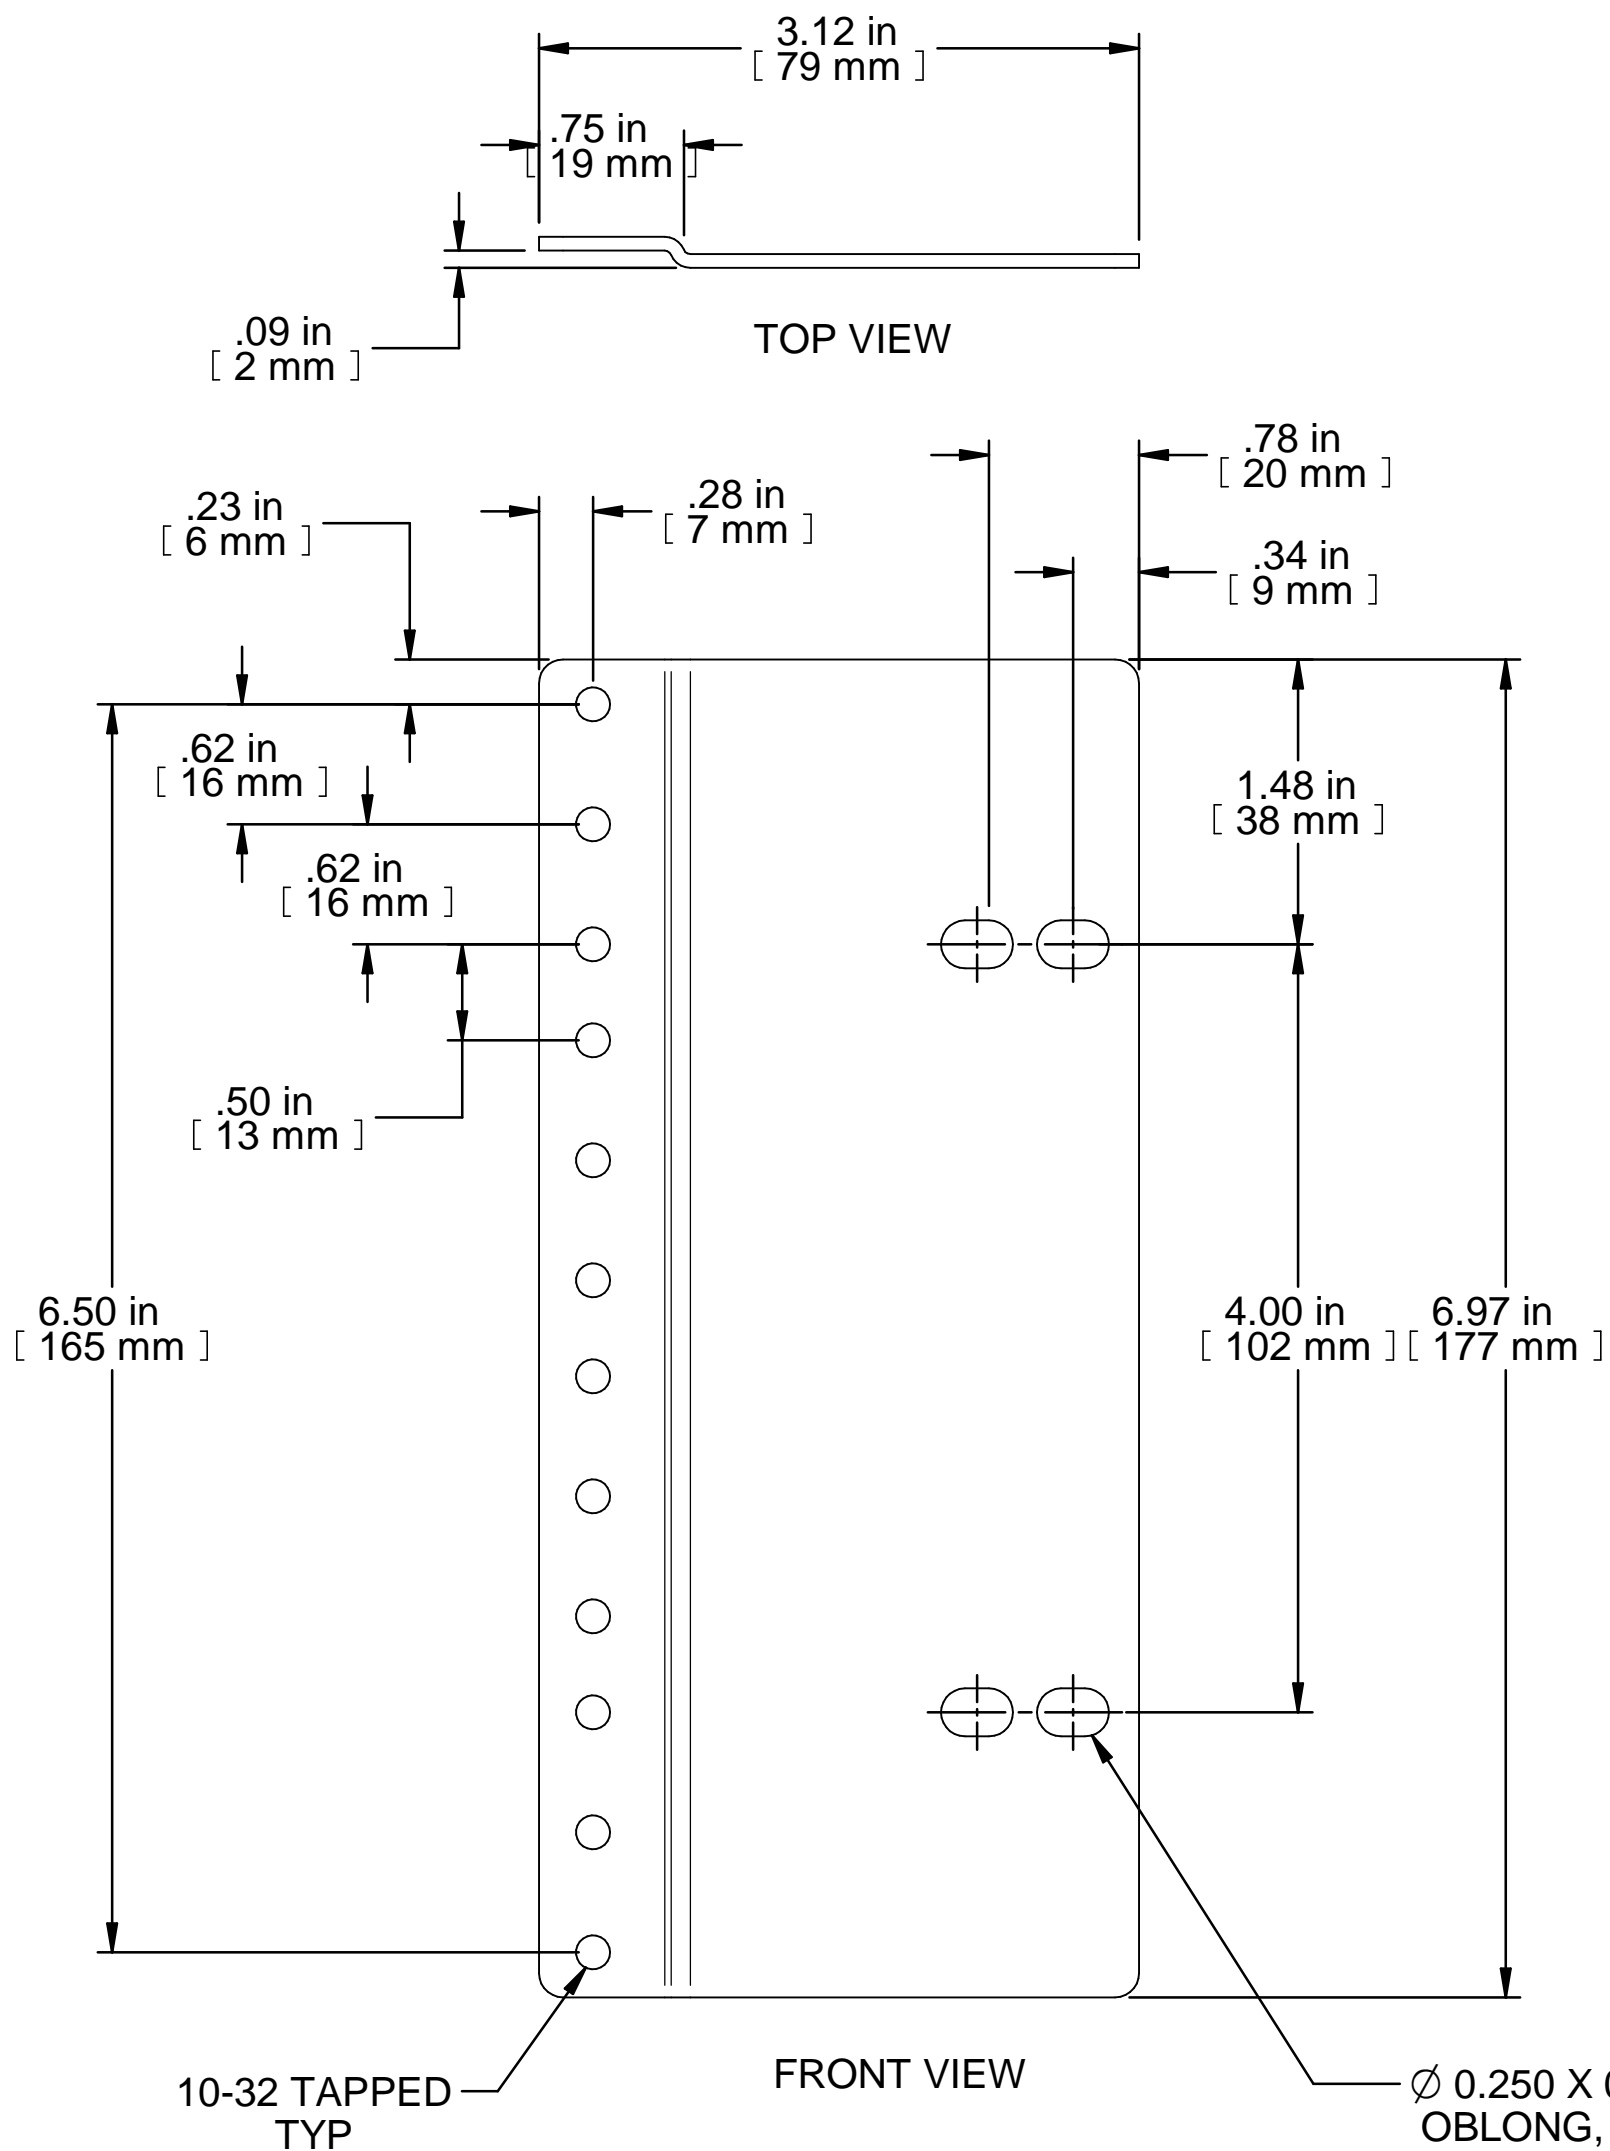 3.12 in
[ 79 mm ]
.75 in
[ 19 mm ]
.09 in
[ 2 mm ]
TOP VIEW
.78 in
[ 20 mm ]
.28 in
[ 7 mm ]
.23 in
[ 6 mm ]
.34 in
[ 9 mm ]
.62 in
[ 16 mm ]
1.48 in
[ 38 mm ]
.62 in
[ 16 mm ]
.50 in
[ 13 mm ]
6.50 in
[ 165 mm ]
4.00 in
[ 102 mm ]
6.97 in
[ 177 mm ]
FRONT VIEW
10-32 TAPPED
TYP
∅ 0.250 X
OBLONG,